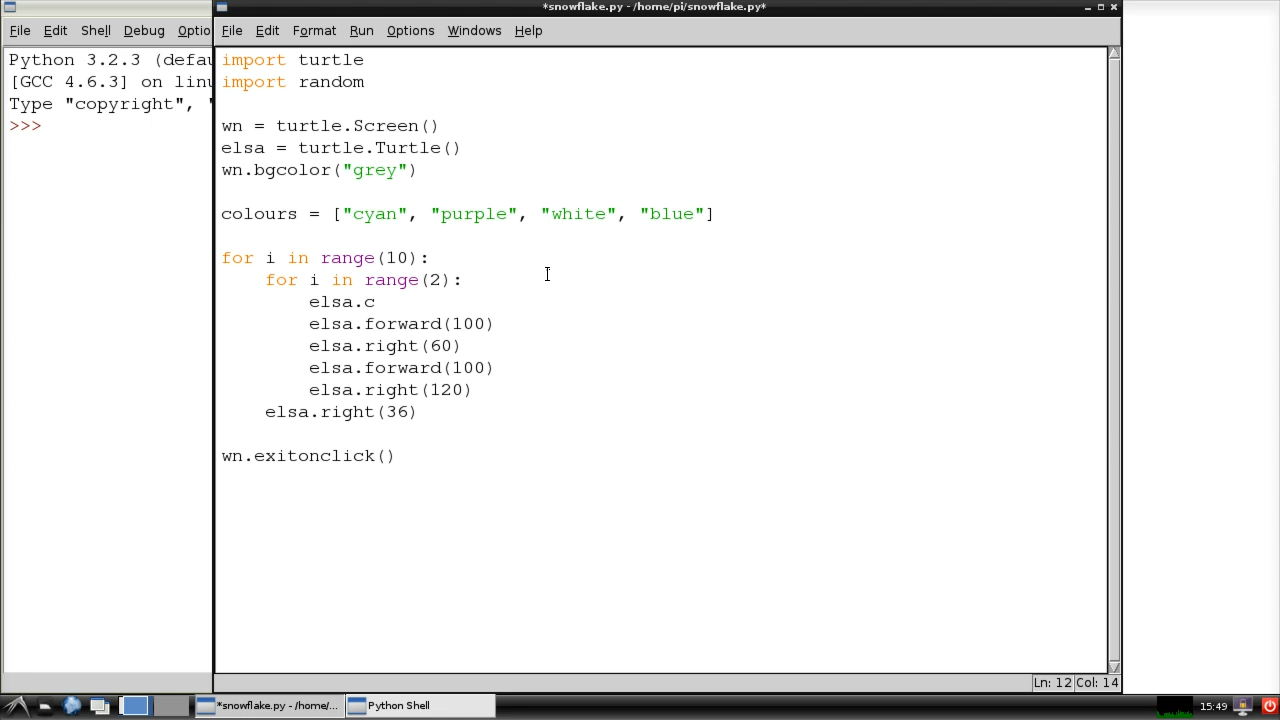 *snowflake.py - /home/pi/snowflake.py*
File Edit Shell Debug Optio
File Edit Format Run Options Windows Help
Python 3.2.3 (defau
[GCC 4.6.3] on linu
Type "copyright", "
>>>
import turtle
import random
wn = turtle.Screen()
elsa = turtle.Turtle()
wn.bgcolor("grey")
colours = ["cyan", "purple", "white", "blue"]
for i in range(10):
for i in range(2):
elsa.c
elsa.forward(100)
elsa.right(60)
elsa.forward(100)
elsa.right(120)
elsa.right(36)
wn.exitonclick()
Ln: 12 Col: 14
*snowflake.py - /home/... Python Shell 15:49